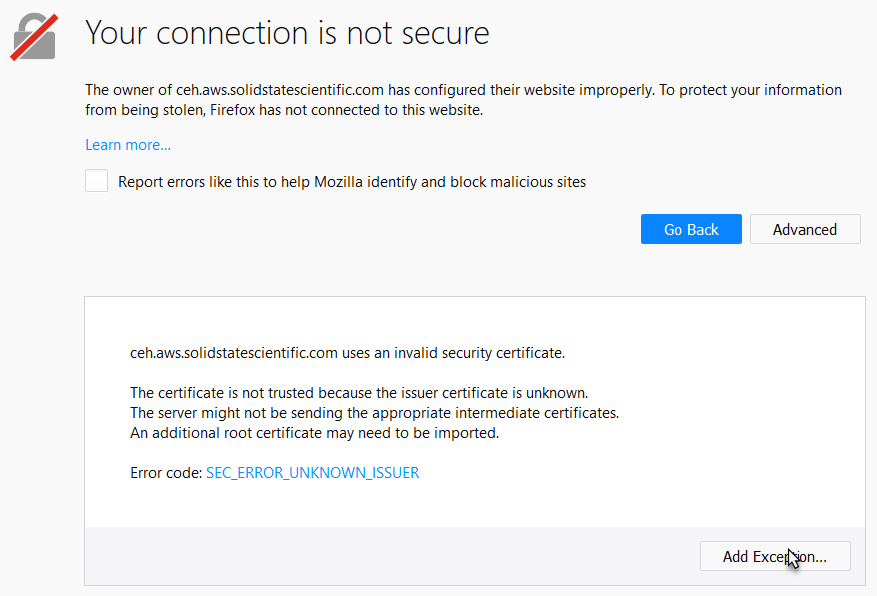 Your connection is not secure
The owner of ceh.aws.solidstatescientific.com has configured their website improperly. To protect your information
from being stolen, Firefox has not connected to this website.
Learn more...
Report errors like this to help Mozilla identify and block malicious sites
Go Back
Advanced
ceh.aws.solidstatescientific.com uses an invalid security certificate.
The certificate is not trusted because the issuer certificate is unknown.
The server might not be sending the appropriate intermediate certificates.
An additional root certificate may need to be imported.
Error code: SEC_ERROR_UNKNOWN_ISSUER
Add Exception...